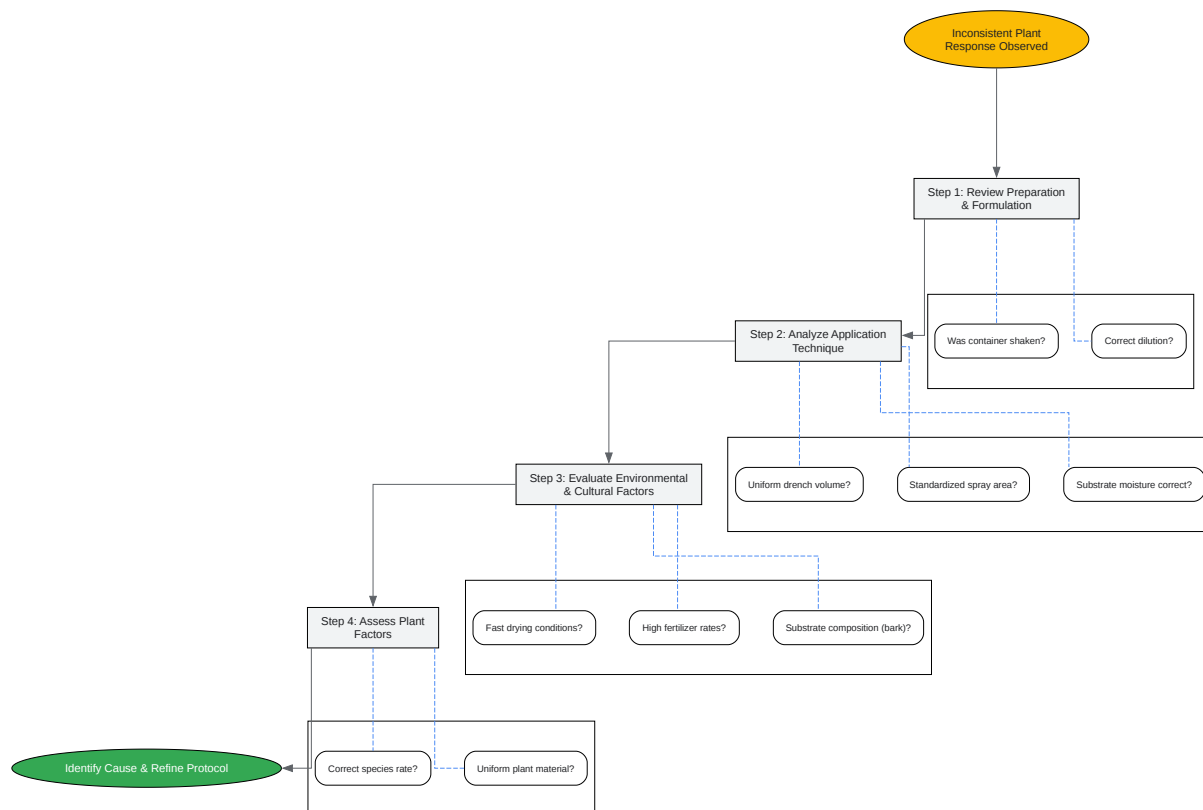 Inconsistent Plant
Response Observed
Step 1: Review Preparation
& Formulation
Was container shaken?
Correct dilution?
Step 2: Analyze Application
Technique
Uniform drench volume?
Standardized spray area?
Substrate moisture correct?
Step 3: Evaluate Environmental
& Cultural Factors
Fast drying conditions?
High fertilizer rates?
Substrate composition (bark)?
Step 4: Assess Plant
Factors
Correct species rate?
Uniform plant material?
Identify Cause & Refine Protocol